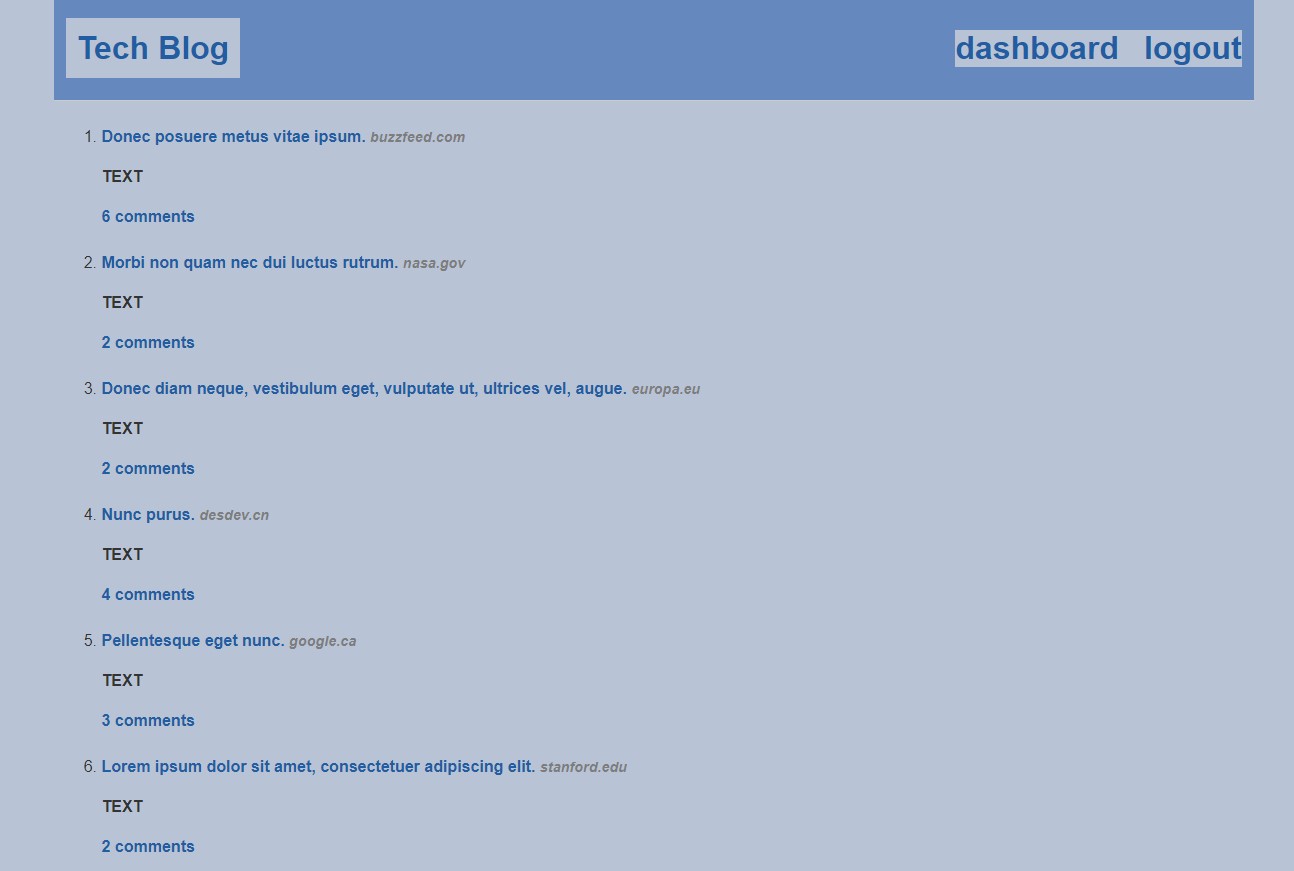 Tech Blog
dashboard logout
1. Donec posuere metus vitae ipsum. buzzfeed.com
TEXT
6 comments
2. Morbi non quam nec dui luctus rutrum. nasa.gov
TEXT
2 comments
3. Donec diam neque, vestibulum eget, vulputate ut, ultrices vel, augue. europa.eu
TEXT
2 comments
4. Nunc purus. desdev.cn
TEXT
4 comments
5. Pellentesque eget nunc. google.ca
TEXT
3 comments
6. Lorem ipsum dolor sit amet, consectetuer adipiscing elit. stanford.edu
TEXT
2 comments